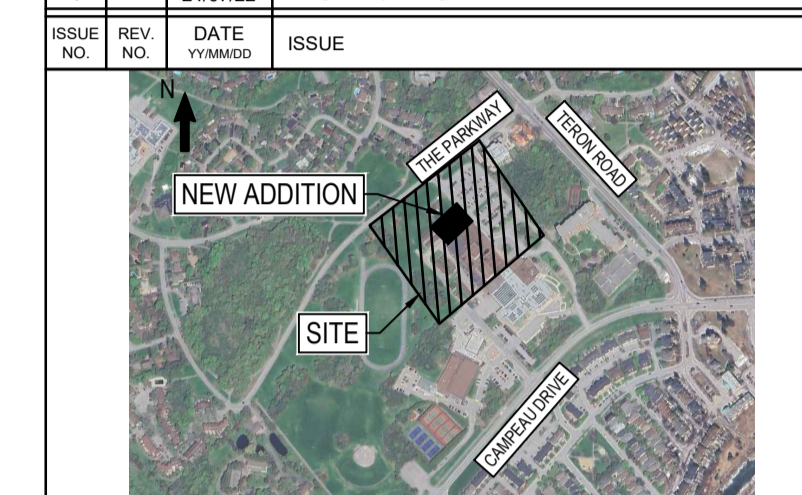 ISSUE NO. REV. NO. DATE YY/MM/DD ISSUE
N
THE PARKWAY
TERON ROAD
NEW ADDITION
SITE
CAMPEAU DRIVE